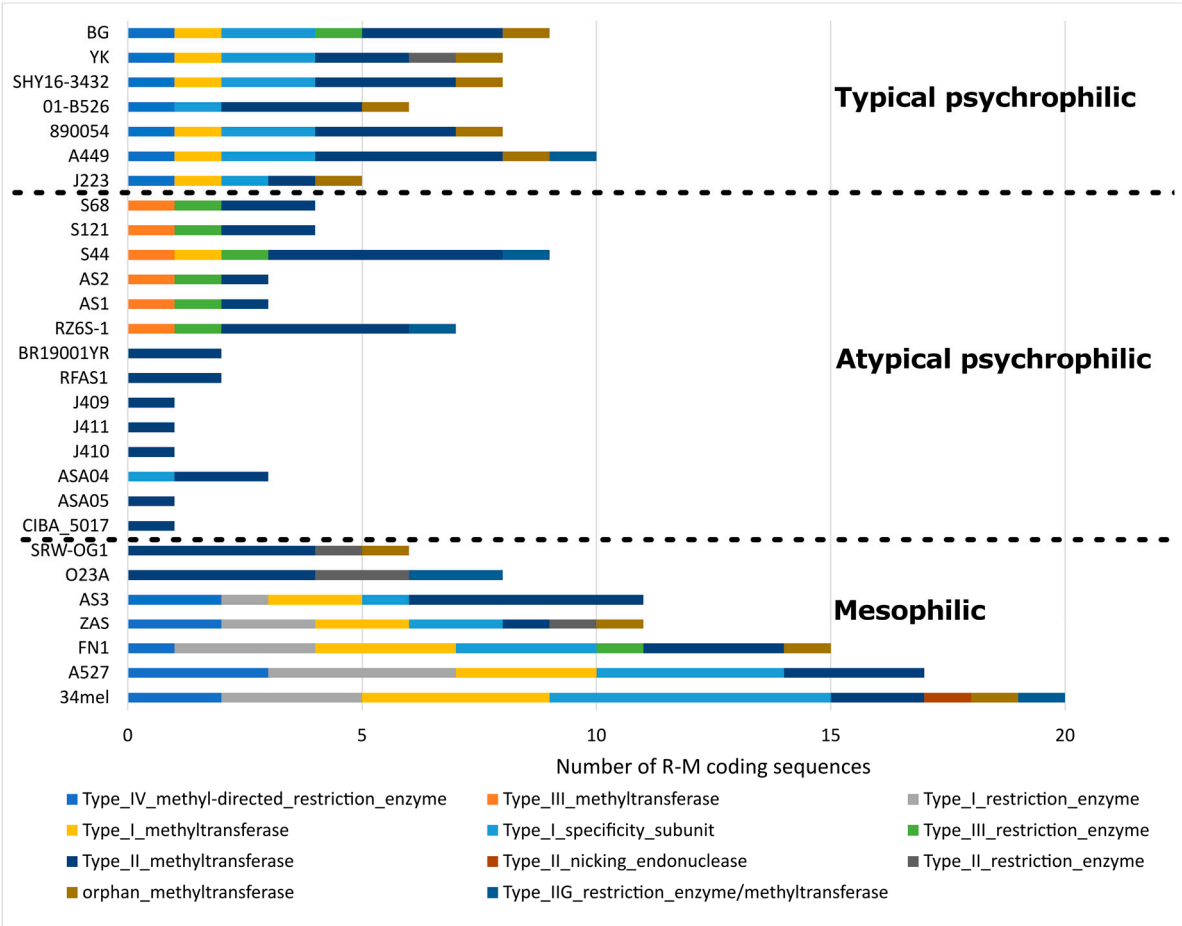 BG
YK
SHY16-3432
01-B526
890054
A449
J223
Typical psychrophilic
S68
S121
S44
AS2
AS1
RZ6S-1
BR19001YR
RFAS1
J409
J411
J410
ASA04
ASA05
CIBA_5017
Atypical psychrophilic
SRW-OG1
O23A
AS3
ZAS
FN1
A527
34mel
Mesophilic
0 5 10 15 20
Number of R-M coding sequences
Type_IV_methyl-directed_restriction_enzyme Type_III_methyltransferase Type_I_restriction_enzyme
Type_I_methyltransferase Type_I_specificity_subunit Type_III_restriction_enzyme
Type_II_methyltransferase Type_II_nicking_endonuclease Type_II_restriction_enzyme
orphan_methyltransferase Type_IIG_restriction_enzyme/methyltransferase